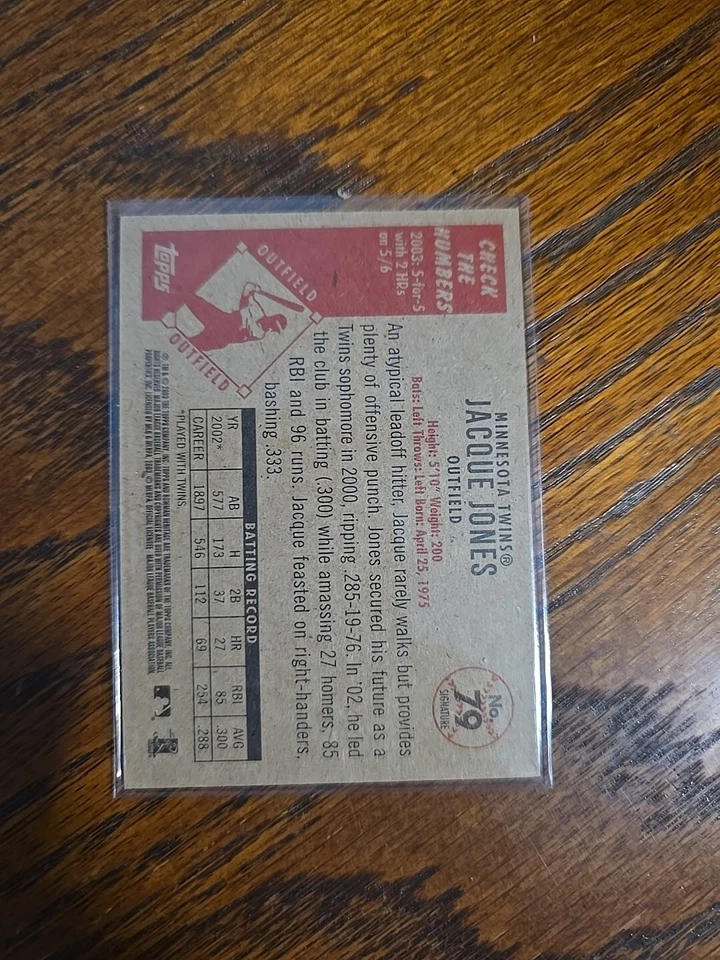 MINNESOTA TWINS®
JACQUE JONES
OUTFIELD
No.
79
SIGNATURE
Height: 5'10" Weight: 200
Bats: Left Throws: Left Born: April 25, 1975
CHECK
THE
NUMBERS
2003: 5-for-5
with 2 HRs
on 5/6
An atypical leadoff hitter, Jacque rarely walks but provides
plenty of offensive punch. Jones secured his future as a
Twins sophomore in 2000, ripping .285-19-76. In '02, he led
the club in batting (.300) while amassing 27 homers, 85
RBI and 96 runs. Jacque feasted on right-handers,
bashing .333.
OUTFIELD
OUTFIELD
topps
BATTING RECORD
YR AB H 2B HR RBI AVG
2002* 577 173 37 27 85 .300
CAREER 1897 546 112 69 254 .288
*PLAYED WITH TWINS.